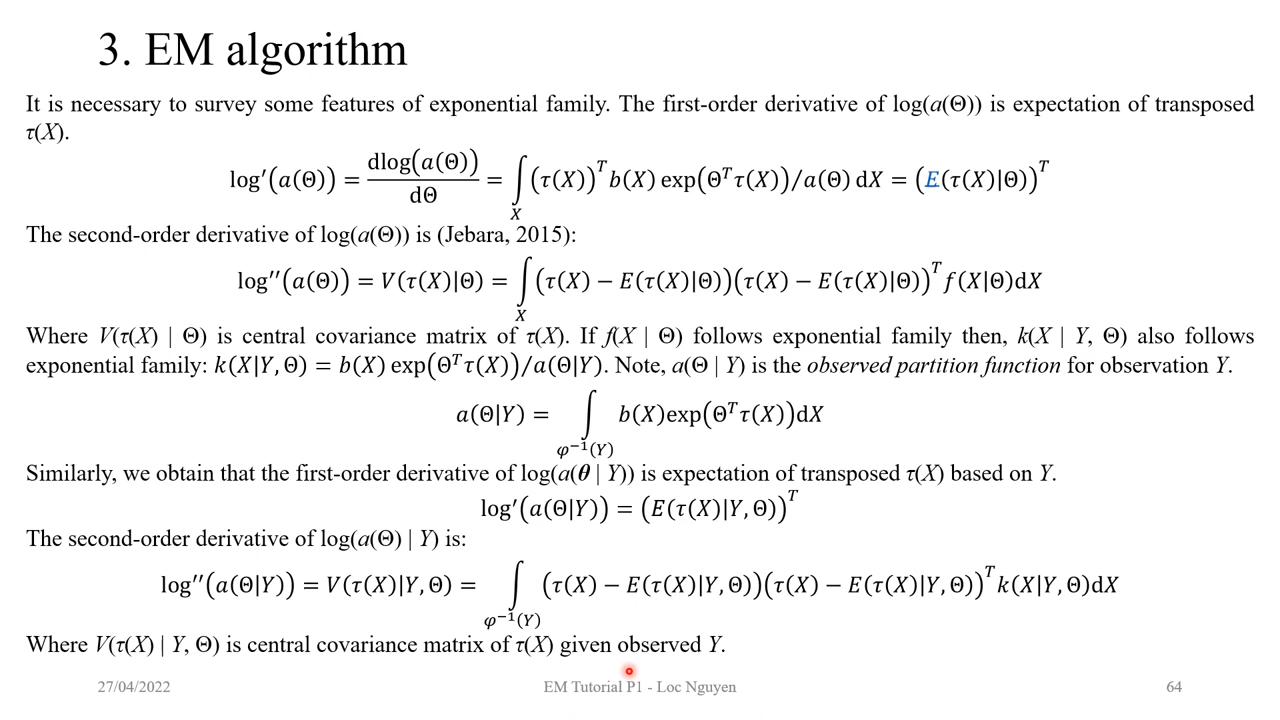 3. EM algorithm
It is necessary to survey some features of exponential family. The first-order derivative of log(a(Θ)) is expectation of transposed
τ(X).
log′(a(Θ)) = dlog(a(Θ))/dΘ = ∫_X (τ(X))^T b(X) exp(Θ^T τ(X))/a(Θ) dX = (E(τ(X)|Θ))^T
The second-order derivative of log(a(Θ)) is (Jebara, 2015):
log′′(a(Θ)) = V(τ(X)|Θ) = ∫_X (τ(X) − E(τ(X)|Θ))(τ(X) − E(τ(X)|Θ))^T f(X|Θ)dX
Where V(τ(X) | Θ) is central covariance matrix of τ(X). If f(X | Θ) follows exponential family then, k(X | Y, Θ) also follows
exponential family: k(X|Y, Θ) = b(X) exp(Θ^T τ(X))/a(Θ|Y). Note, a(Θ | Y) is the observed partition function for observation Y.
a(Θ|Y) = ∫_φ⁻¹(Y) b(X)exp(Θ^T τ(X))dX
Similarly, we obtain that the first-order derivative of log(a(θ | Y)) is expectation of transposed τ(X) based on Y.
log′(a(Θ|Y)) = (E(τ(X)|Y, Θ))^T
The second-order derivative of log(a(Θ) | Y) is:
log′′(a(Θ|Y)) = V(τ(X)|Y, Θ) = ∫_φ⁻¹(Y) (τ(X) − E(τ(X)|Y, Θ))(τ(X) − E(τ(X)|Y, Θ))^T k(X|Y, Θ)dX
Where V(τ(X) | Y, Θ) is central covariance matrix of τ(X) given observed Y.
27/04/2022 EM Tutorial P1 - Loc Nguyen 64